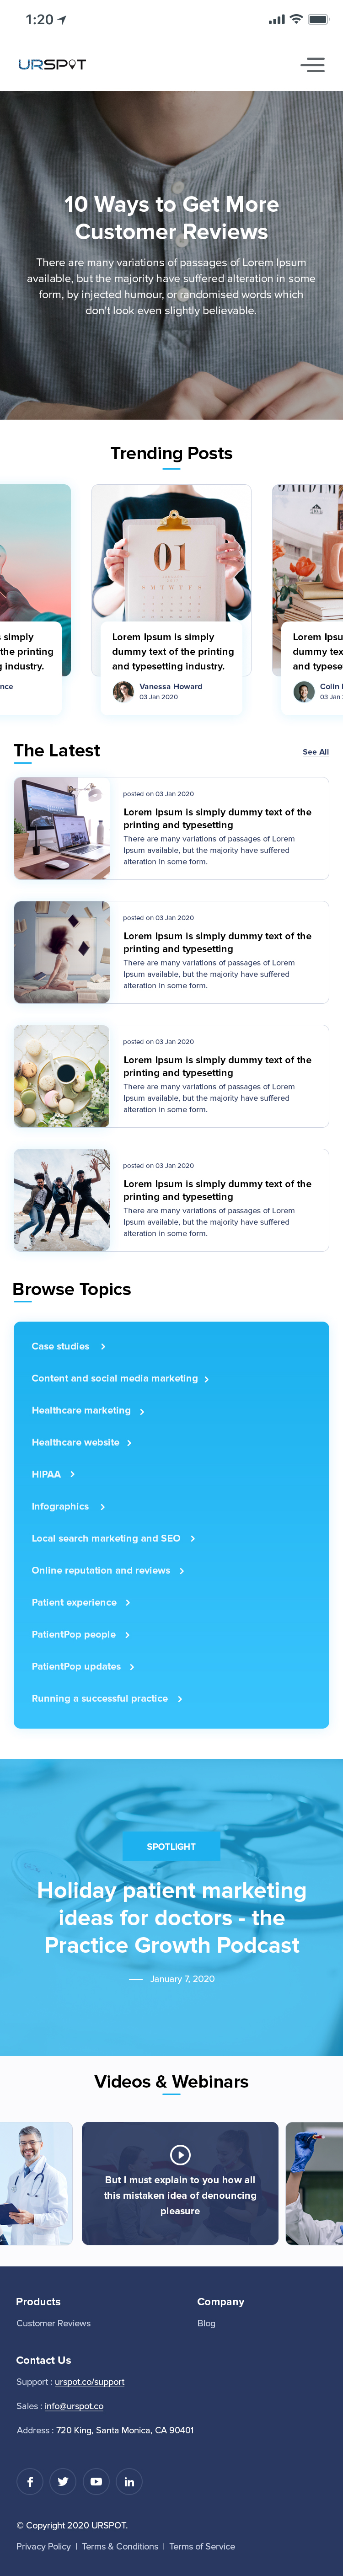 1:20
URSPOT
10 Ways to Get More
Customer Reviews
There are many variations of passages of Lorem Ipsum
available, but the majority have suffered alteration in some
form, by injected humour, or randomised words which
don't look even slightly believable.
Trending Posts
simply
the printing
industry.
nce
01
Lorem Ipsum is simply
dummy text of the printing
and typesetting industry.
Vanessa Howard
03 Jan 2020
Lorem Ipsu
dummy tex
and typese
Colin
03 Jan
The Latest
See All
posted on 03 Jan 2020
Lorem Ipsum is simply dummy text of the
printing and typesetting
There are many variations of passages of Lorem
Ipsum available, but the majority have suffered
alteration in some form.
posted on 03 Jan 2020
Lorem Ipsum is simply dummy text of the
printing and typesetting
There are many variations of passages of Lorem
Ipsum available, but the majority have suffered
alteration in some form.
posted on 03 Jan 2020
Lorem Ipsum is simply dummy text of the
printing and typesetting
There are many variations of passages of Lorem
Ipsum available, but the majority have suffered
alteration in some form.
posted on 03 Jan 2020
Lorem Ipsum is simply dummy text of the
printing and typesetting
There are many variations of passages of Lorem
Ipsum available, but the majority have suffered
alteration in some form.
Browse Topics
Case studies
Content and social media marketing
Healthcare marketing
Healthcare website
HIPAA
Infographics
Local search marketing and SEO
Online reputation and reviews
Patient experience
PatientPop people
PatientPop updates
Running a successful practice
SPOTLIGHT
Holiday patient marketing
ideas for doctors - the
Practice Growth Podcast
January 7, 2020
Videos & Webinars
But I must explain to you how all
this mistaken idea of denouncing
pleasure
Products
Company
Customer Reviews
Blog
Contact Us
Support : urspot.co/support
Sales : info@urspot.co
Address : 720 King, Santa Monica, CA 90401
© Copyright 2020 URSPOT.
Privacy Policy | Terms & Conditions | Terms of Service